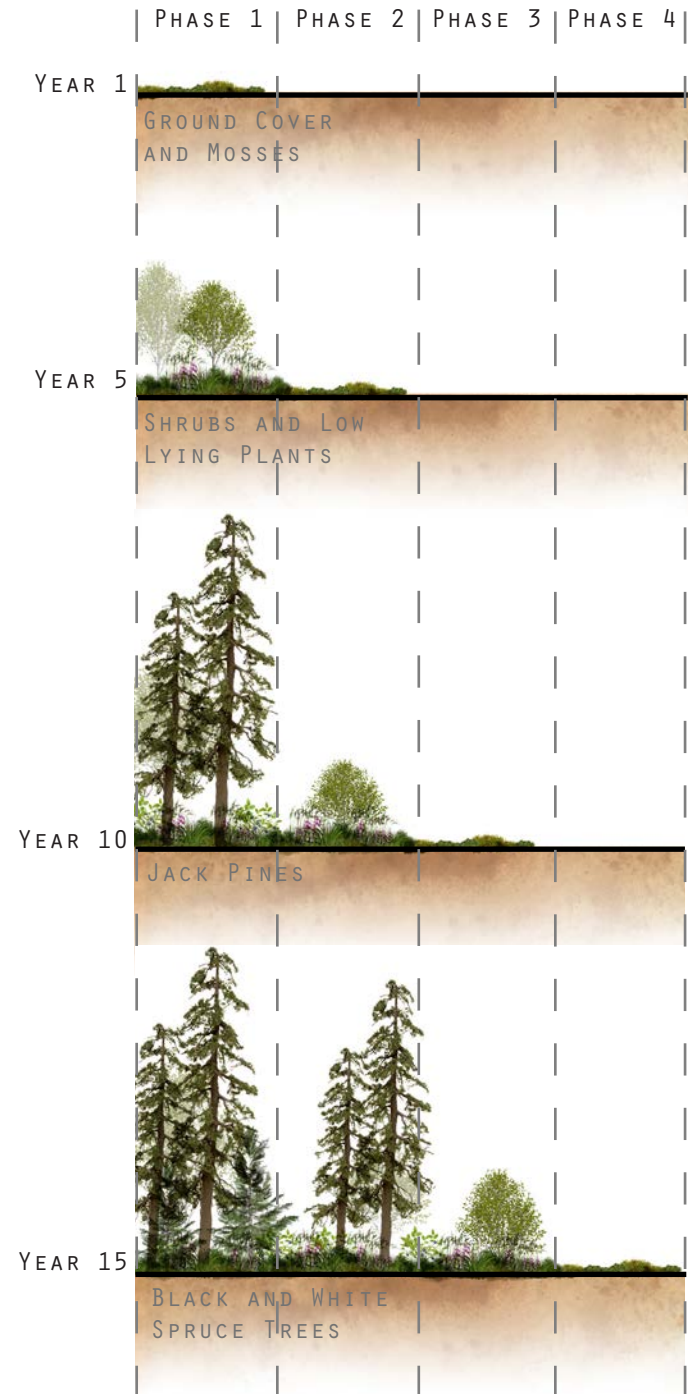 Phase 1 Phase 2 Phase 3 Phase 4
Year 1
Ground Cover
and Mosses
Year 5
Shrubs and Low
Lying Plants
Year 10
Jack Pines
Year 15
Black and White
Spruce Trees